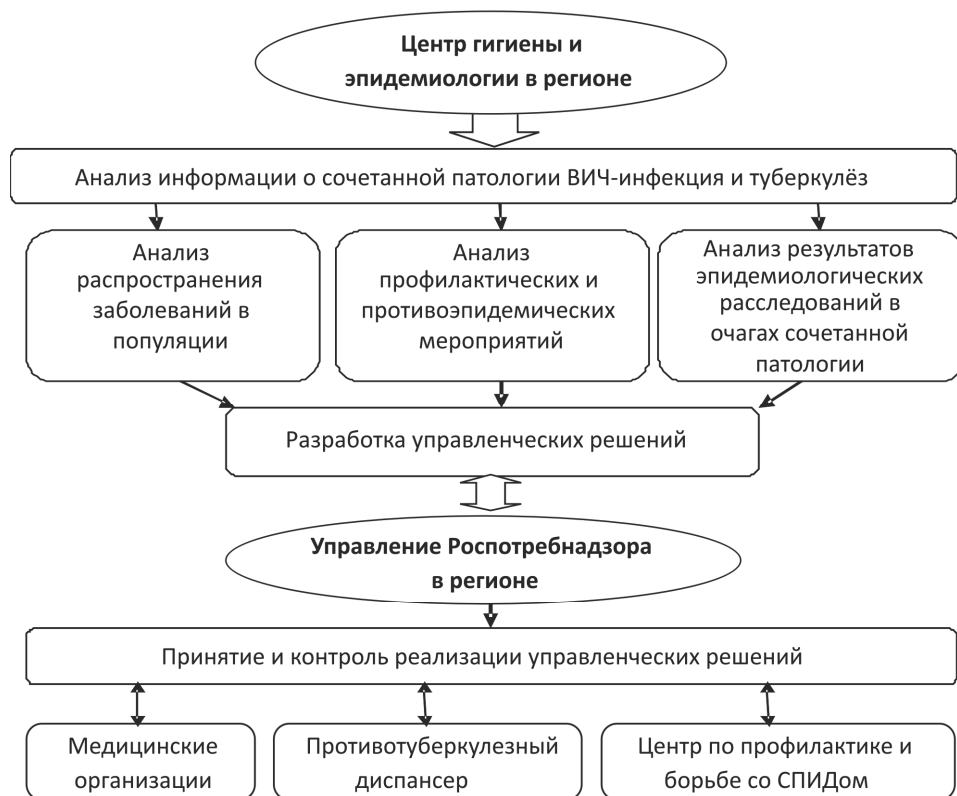 Центр гигиены и
эпидемиологии в регионе
Анализ информации о сочетанной патологии ВИЧ-инфекция и туберкулёз
Анализ
распространения
заболеваний в
популяции
Анализ
профилактических и
противоэпидемических
мероприятий
Анализ результатов
эпидемиологических
расследований в
очагах сочетанной
патологии
Разработка управленческих решений
Управление Роспотребнадзора
в регионе
Принятие и контроль реализации управленческих решений
Медицинские
организации
Противотуберкулезный
диспансер
Центр по профилактике и
борьбе со СПИДом